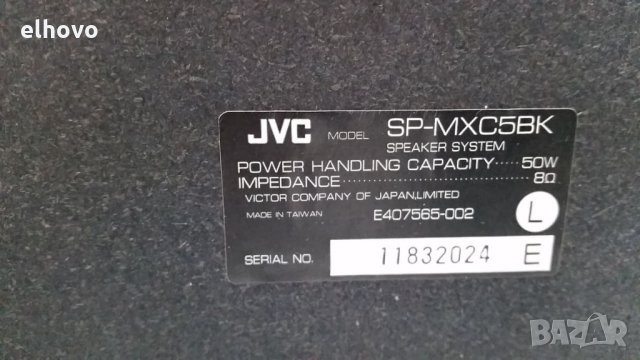 elhovo
JVC MODEL SP-MXC5BK
SPEAKER SYSTEM
POWER HANDLING CAPACITY·····50W
IMPEDANCE······························8Ω
VICTOR COMPANY OF JAPAN,LIMITED
MADE IN TAIWAN E407565-002 L
SERIAL NO. 11832024 E
BAZAR